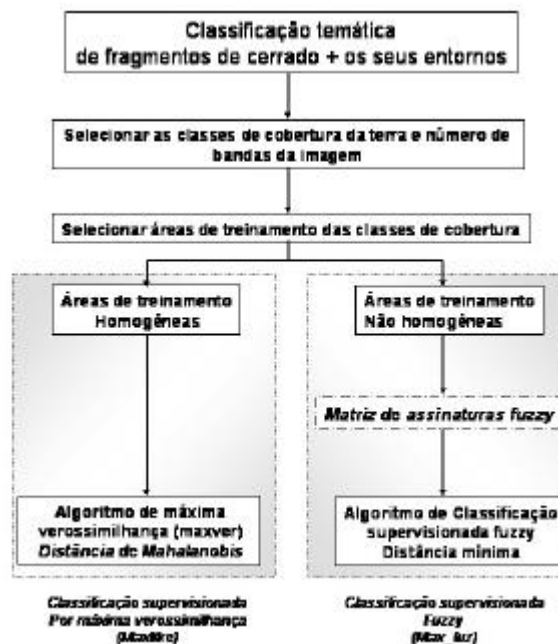 Classificação temática
de fragmentos de cerrado + os seus entornos
Selecionar as classes de cobertura da terra e número de
bandas da imagem
Selecionar áreas de treinamento das classes de cobertura
Áreas de treinamento
Homogêneas
Áreas de treinamento
Não homogêneas
Matriz de assinaturas fuzzy
Algoritmo de máxima
verossimilhança (maxver)
Distância de Mahalanobis
Algoritmo de Classificação
supervisionada fuzzy
Distância mínima
Classificação supervisionada
Por máxima verossimilhança
Classificação supervisionada
Fuzzy